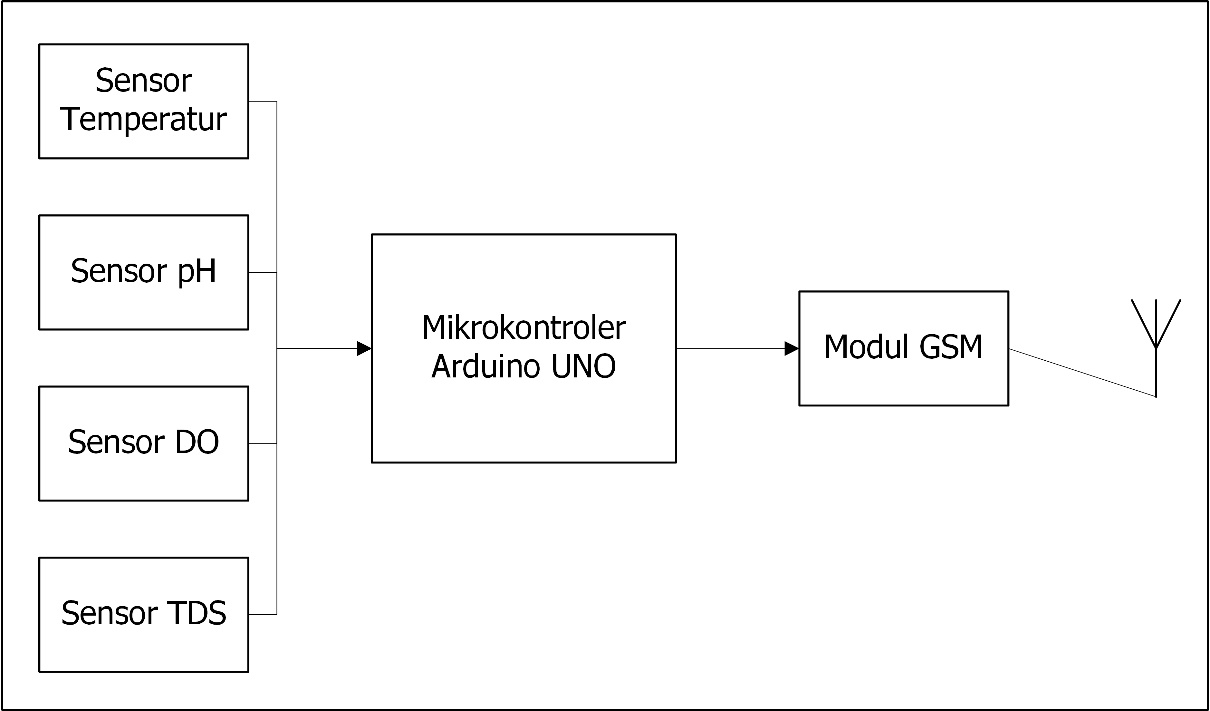 Sensor
Temperatur
Sensor pH
Mikrokontroler
Arduino UNO
Modul GSM
Sensor DO
Sensor TDS